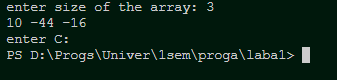 enter size of the array: 3
10 -44 -16
enter C:
PS D:\Progs\Univer\1sem\proga\laba1>